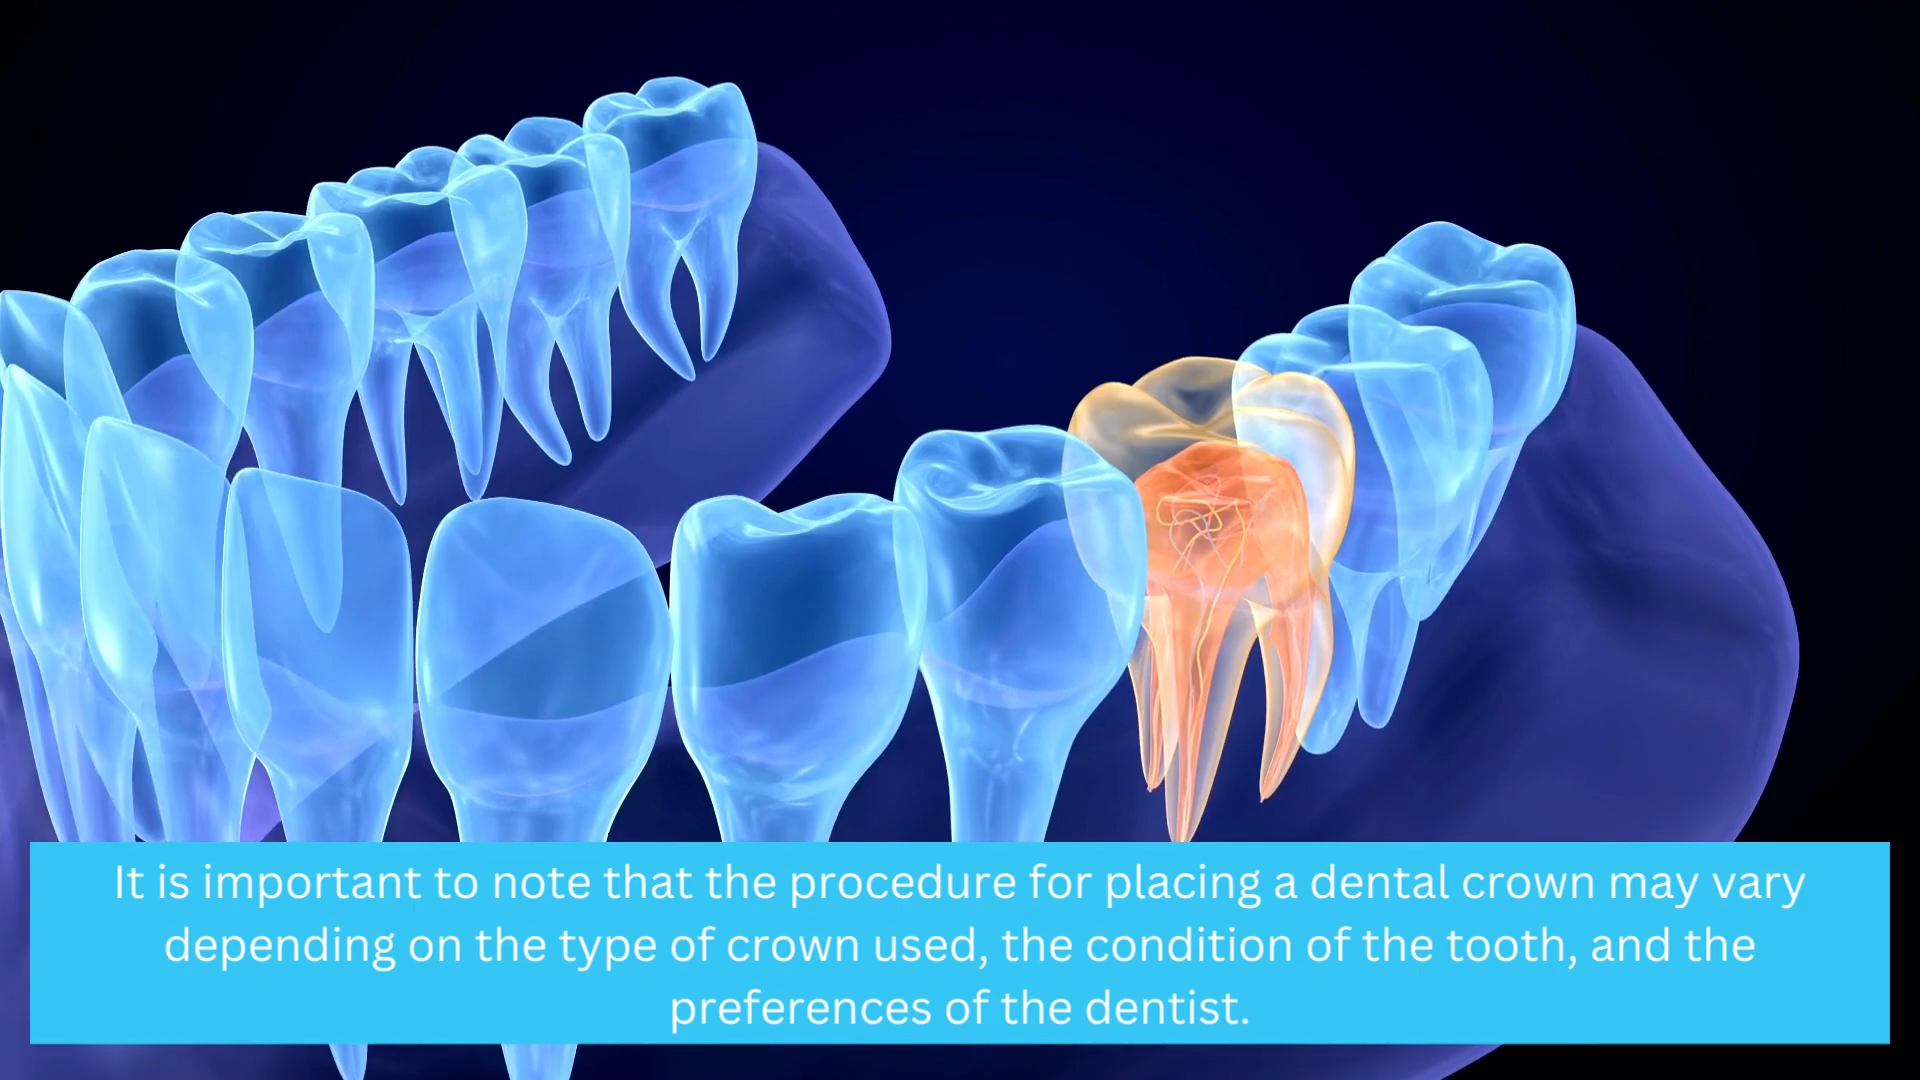 It is important to note that the procedure for placing a dental crown may vary
depending on the type of crown used, the condition of the tooth, and the
preferences of the dentist.